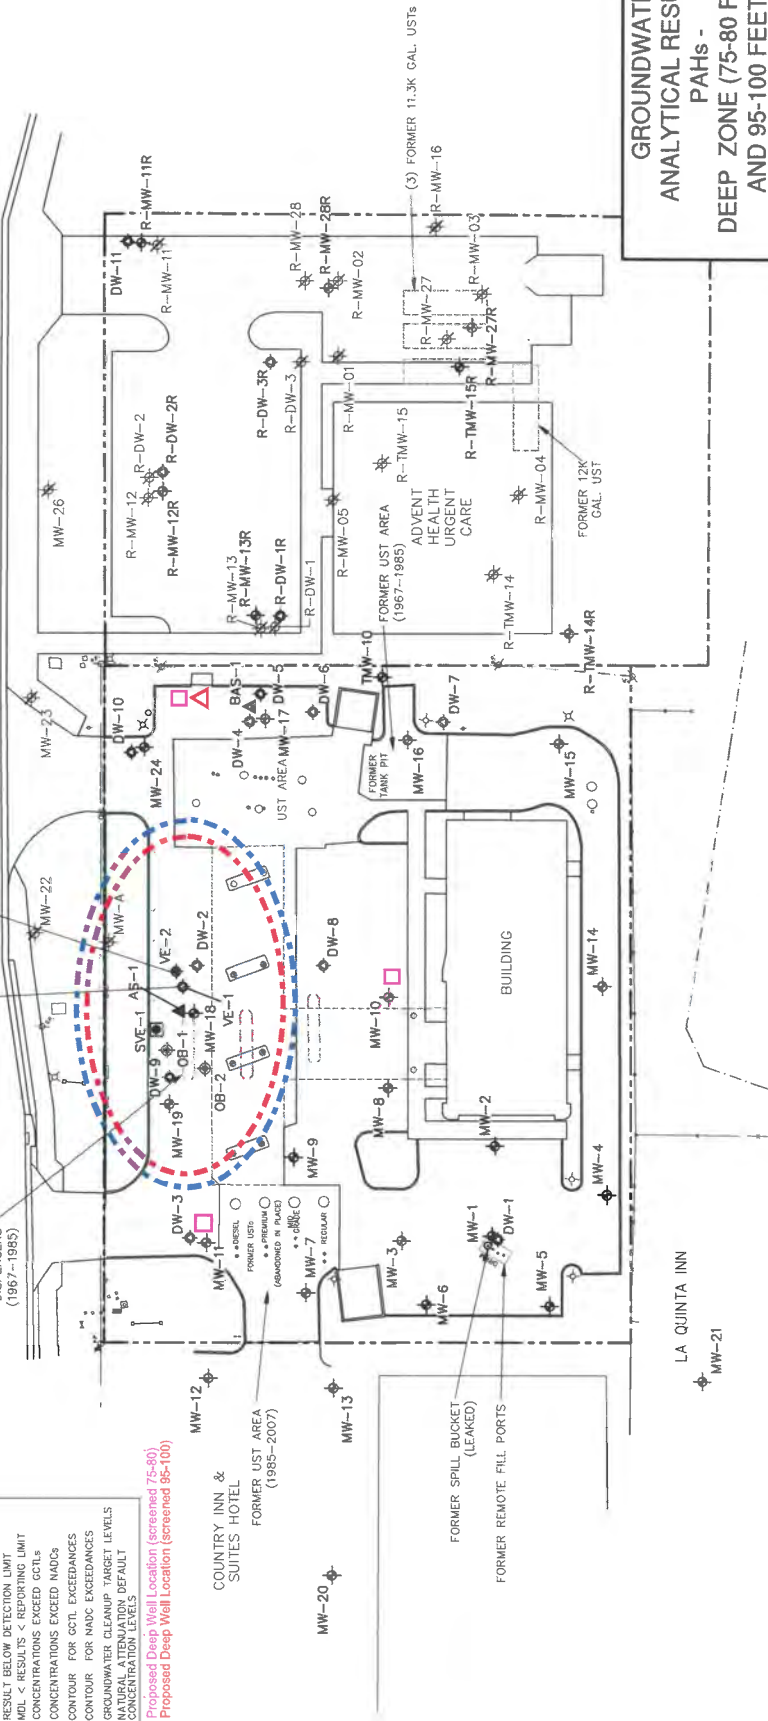 GROUNDWATE
ANALYTICAL RESU
PAHs -
DEEP ZONE (75-80 F
AND 95-100 FEET
(3) FORMER 11.3K GAL. USTs
R-MW-16
DW-11
R-MW-11R
R-MW-11
R-MW-28
R-MW-28R
R-MW-02
R-MW-27
R-MW-03
R-MW-27R
R-DW-3R
R-DW-3
R-MW-01
R-TMW-15R
MW-26
R-DW-2
R-DW-2R
R-MW-12
R-MW-12R
R-MW-05
R-TMW-15
ADVENT
HEALTH
URGENT
CARE
R-MW-04
FORMER 12K
GAL. UST
R-MW-13
R-MW-13R
R-DW-1R
R-DW-1
FORMER UST AREA
(1967-1985)
R-TMW-14
R-TMW-14R
MW-23
DW-10
MW-24
BAS-1
DW-5
DW-4
MW-17
DW-6
TMW-10
DW-7
UST AREA
FORMER
TANK PIT
MW-16
MW-15
MW-22
MW-A
VE-2
DW-2
AS-1
VE-1
SVE-1
MW-18
OB-1
DW-9
OB-2
MW-19
DW-8
MW-10
BUILDING
MW-14
MW-8
MW-9
MW-2
MW-4
DW-3
MW-11
DIESEL
FORMER USTs
PREMIUM
(ABANDONED IN PLACE)
MID
GRADE
REGULAR
MW-7
MW-3
MW-1
DW-1
MW-6
MW-5
(1967-1985)
MW-12
MW-13
FORMER UST AREA
(1985-2007)
COUNTRY INN &
SUITES HOTEL
MW-20
FORMER SPILL BUCKET
(LEAKED)
FORMER REMOTE FILL PORTS
LA QUINTA INN
MW-21
RESULT BELOW DETECTION LIMIT
MDL < RESULTS < REPORTING LIMIT
CONCENTRATIONS EXCEED GCTLs
CONCENTRATIONS EXCEED NADCs
CONTOUR FOR GCTL EXCEEDANCES
CONTOUR FOR NADC EXCEEDANCES
GROUNDWATER CLEANUP TARGET LEVELS
NATURAL ATTENUATION DEFAULT
CONCENTRATION LEVELS
Proposed Deep Well Location (screened 75-80)
Proposed Deep Well Location (screened 95-100)